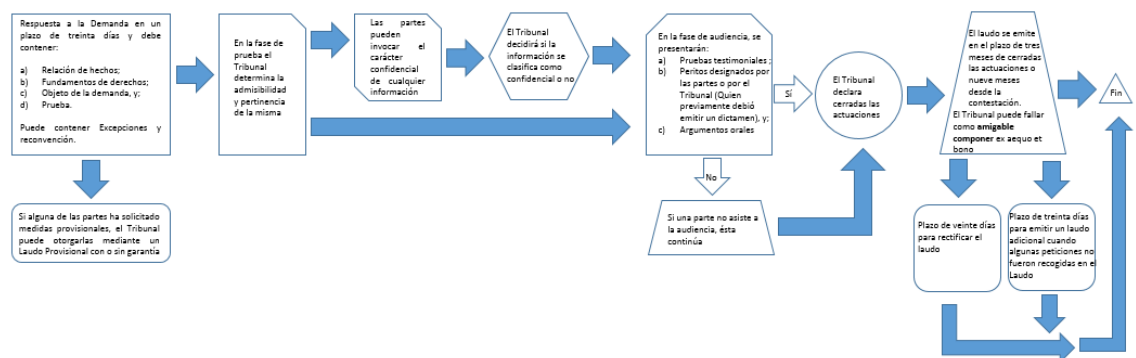 Respuesta a la Demanda en un
plazo de treinta días y debe
contener:
a) Relación de hechos;
b) Fundamentos de derechos;
c) Objeto de la demanda, y;
d) Prueba.
Puede contener Excepciones y
reconvención.
Si alguna de las partes ha solicitado
medidas provisionales, el Tribunal
puede otorgarlas mediante un
Laudo Provisional con o sin garantía
En la fase de
prueba el
Tribunal
determina la
admisibilidad
y pertinencia
de la misma
Las partes
pueden
invocar el
carácter
confidencial
de cualquier
información
El Tribunal
decidirá si la
información se
clasifica como
confidencial o no
En la fase de audiencia, se
presentarán:
a) Pruebas testimoniales ;
b) Peritos designados por
las partes o por el
Tribunal (Quien
previamente debió
emitir un dictamen), y;
c) Argumentos orales
Sí
No
Si una parte no asiste a
la audiencia, ésta
continúa
El Tribunal
declara
cerradas las
actuaciones
El laudo se emite
en el plazo de tres
meses de cerradas
las actuaciones o
nueve meses
desde la
contestación.
El Tribunal puede fallar
como amigable
componer ex aequo et
bono
Fin
Plazo de veinte días
para rectificar el
laudo
Plazo de treinta días
para emitir un laudo
adicional cuando
algunas peticiones no
fueron recogidas en el
Laudo